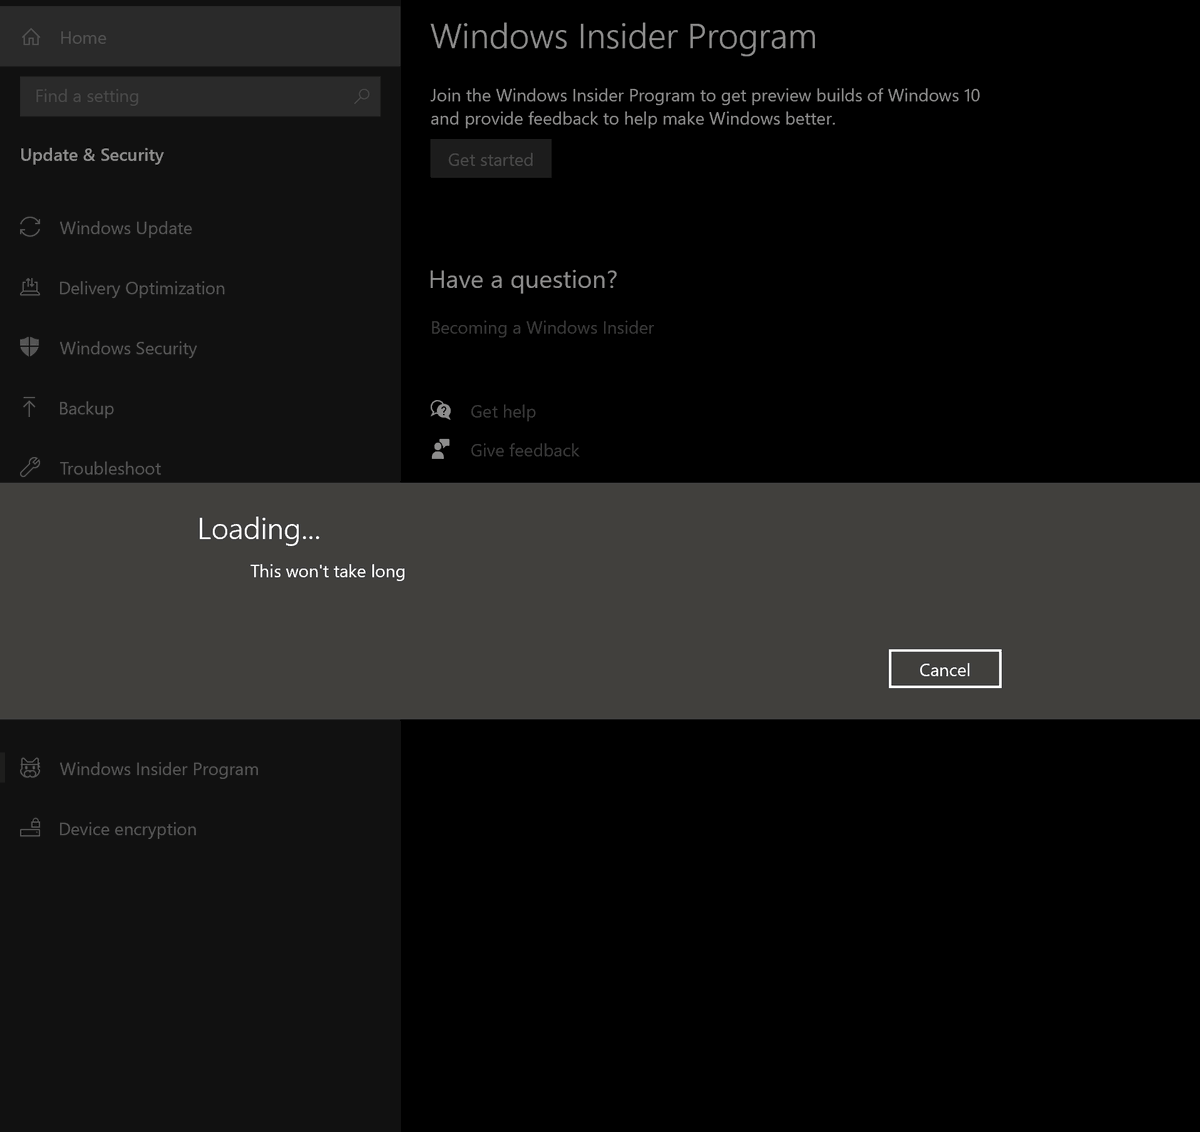 Home
Find a setting
Update & Security
Windows Update
Delivery Optimization
Windows Security
Backup
Troubleshoot
Windows Insider Program
Join the Windows Insider Program to get preview builds of Windows 10
and provide feedback to help make Windows better.
Get started
Have a question?
Becoming a Windows Insider
Get help
Give feedback
Loading...
This won't take long
Cancel
Windows Insider Program
Device encryption